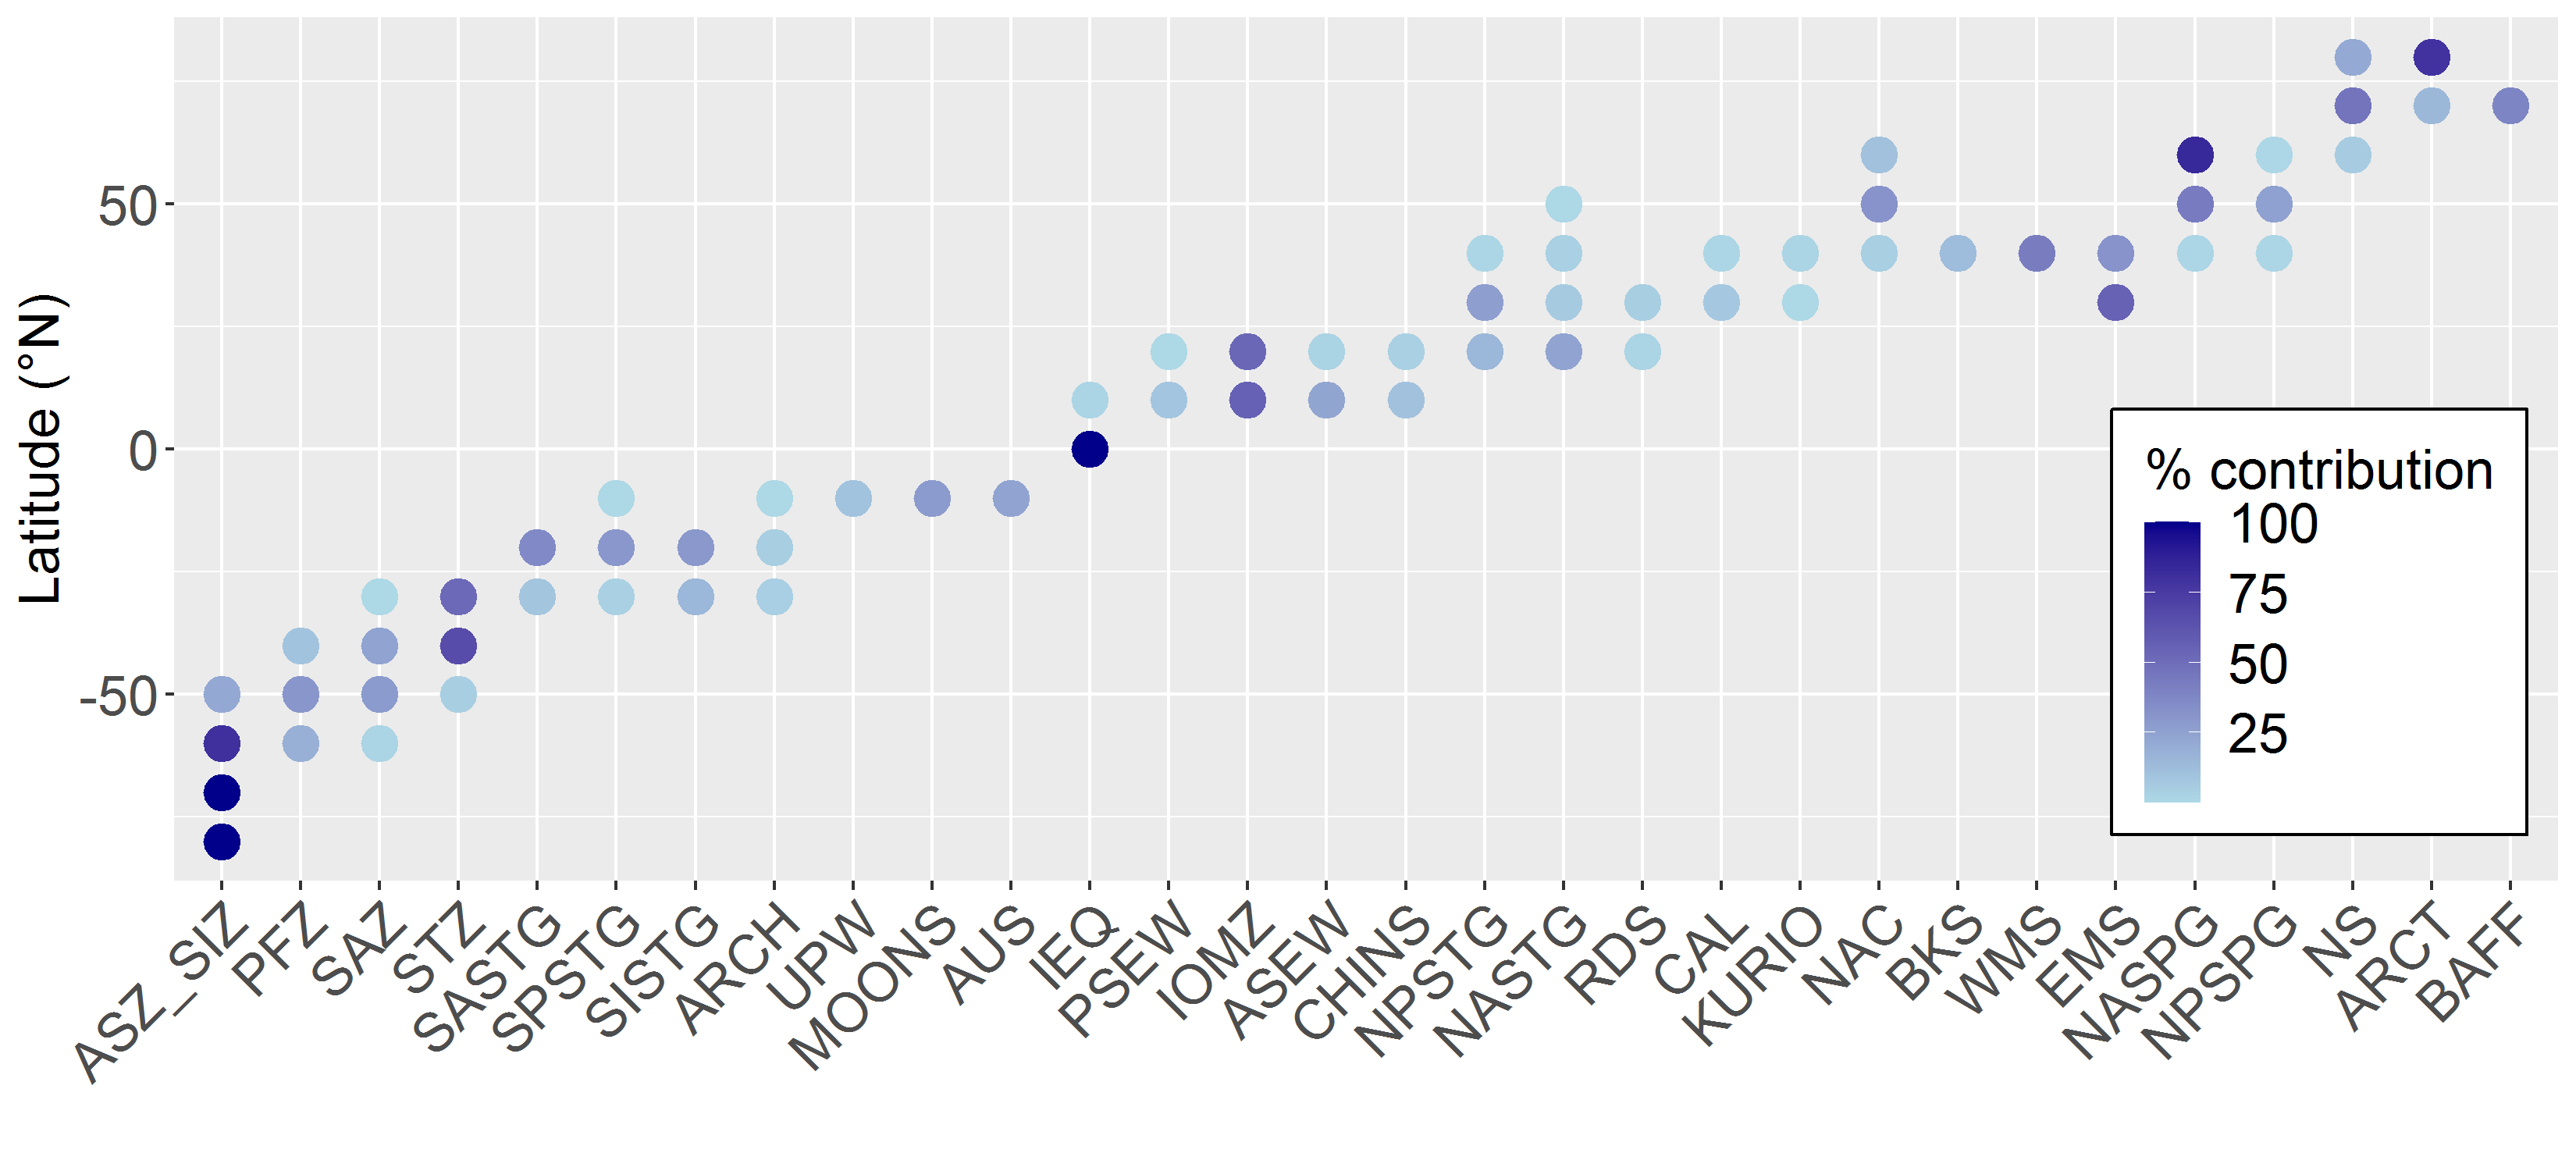 Latitude (°N)
50
0
-50
% contribution
100
75
50
25
ASZ_SIZ
PFZ
SAZ
STZ
SASTG
SPSTG
SISTG
ARCH
UPW
MOONS
AUS
IEQ
PSEW
IOMZ
ASEW
CHINS
NPSTG
NASTG
RDS
CAL
KURIO
NAC
BKS
WMS
EMS
NASPG
NPSPG
NS
ARCT
BAFF